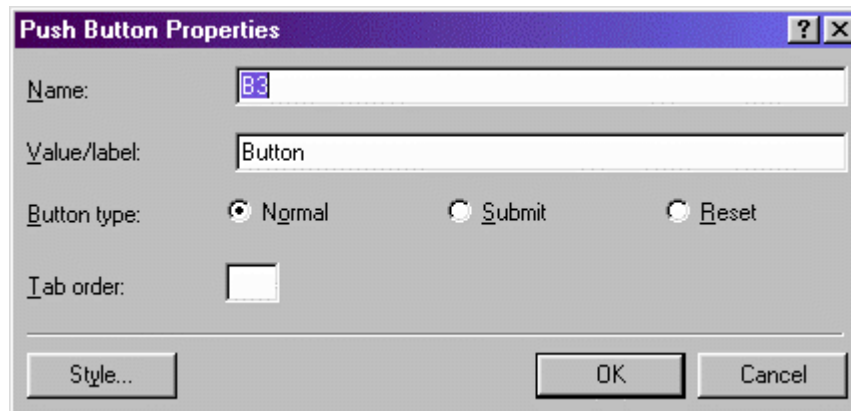 Push Button Properties
Name: B3
Value/label: Button
Button type: Normal Submit Reset
Tab order:
Style... OK Cancel